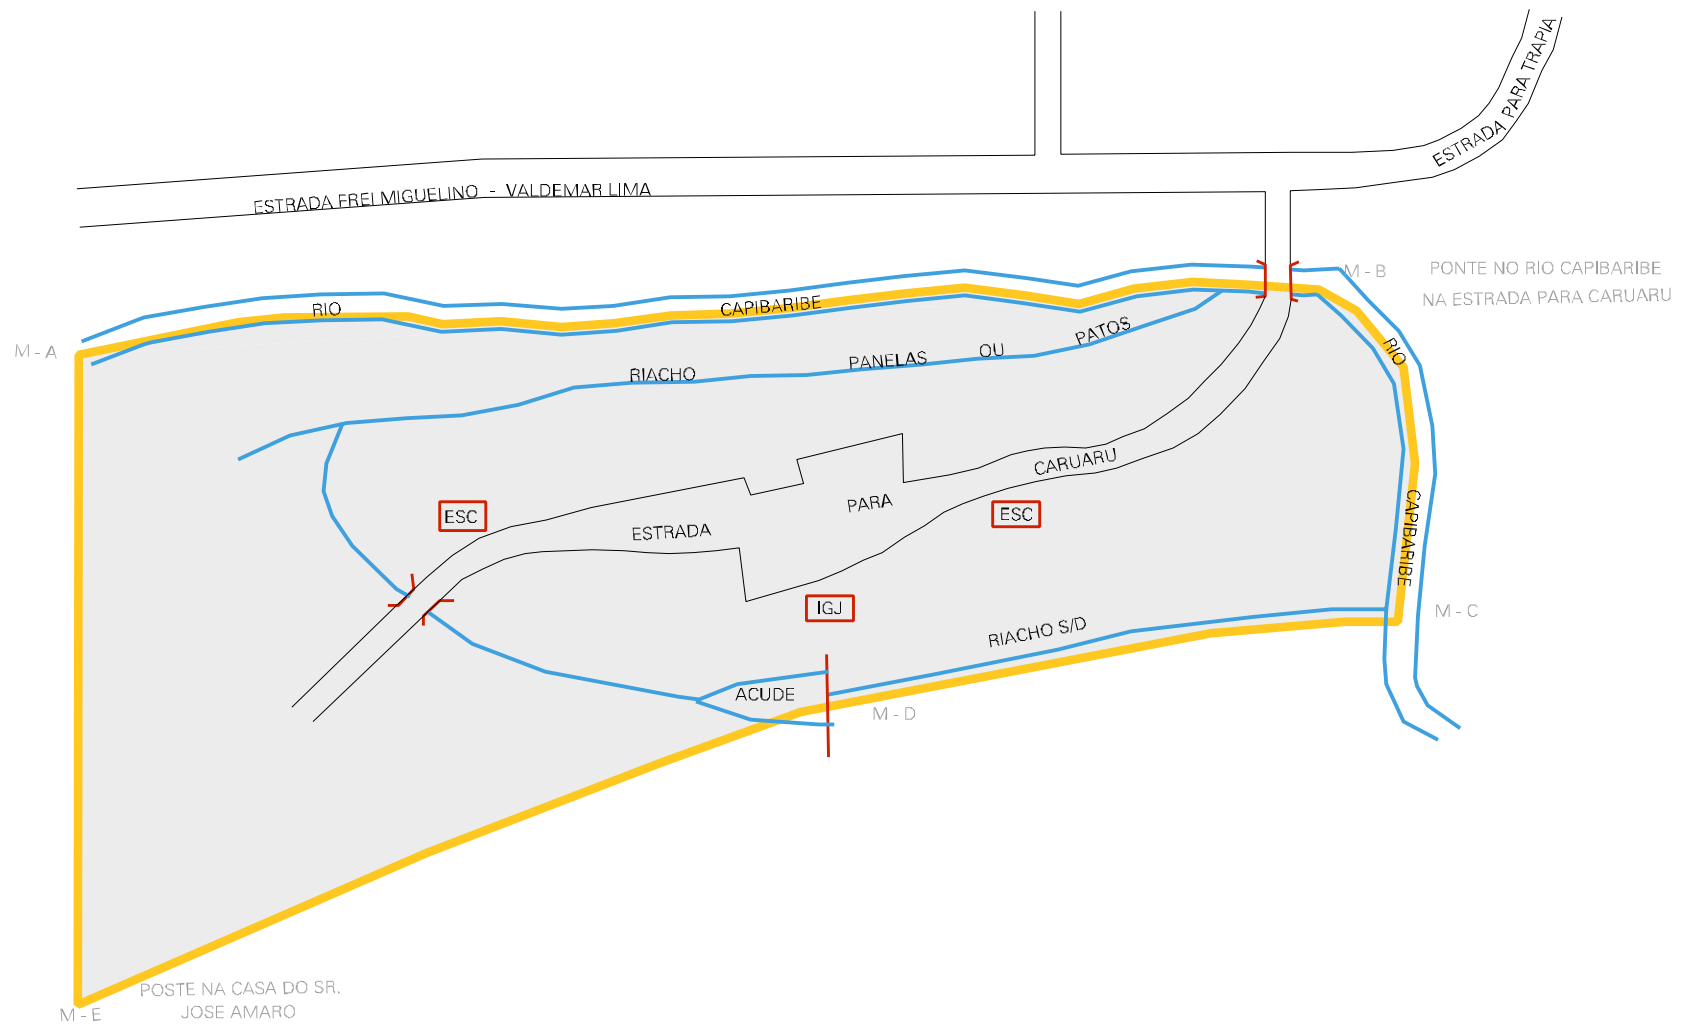 ESTRADA PARA TRAPIA
ESTRADA FREI MIGUELINO - VALDEMAR LIMA
M - B
PONTE NO RIO CAPIBARIBE
NA ESTRADA PARA CARUARU
RIO CAPIBARIBE
M - A
RIACHO PANELAS OU PATOS
RIO CAPIBARIBE
ESTRADA PARA CARUARU
ESC
ESC
IGJ
M - C
RIACHO S/D
ACUDE
M - D
POSTE NA CASA DO SR.
JOSE AMARO
M - E